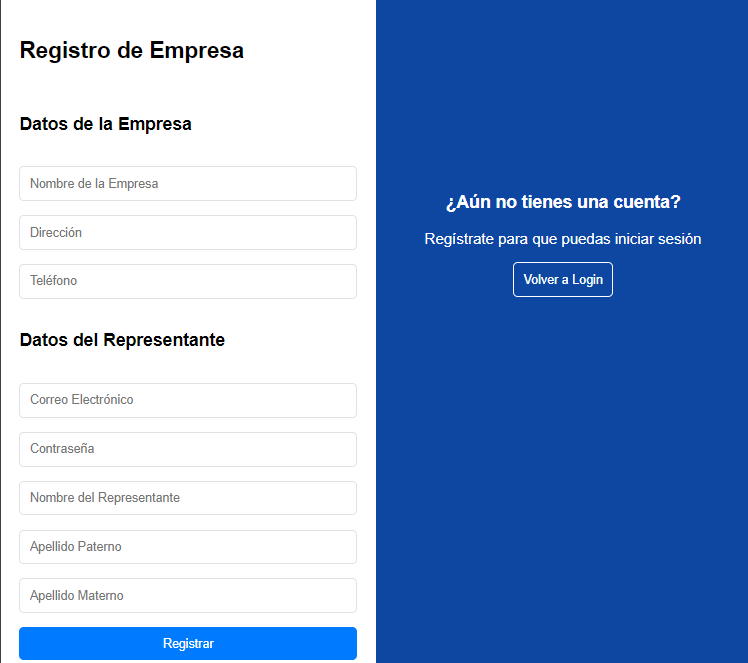 Registro de Empresa
Datos de la Empresa
Nombre de la Empresa
Dirección
Teléfono
Datos del Representante
Correo Electrónico
Contraseña
Nombre del Representante
Apellido Paterno
Apellido Materno
Registrar
¿Aún no tienes una cuenta?
Regístrate para que puedas iniciar sesión
Volver a Login